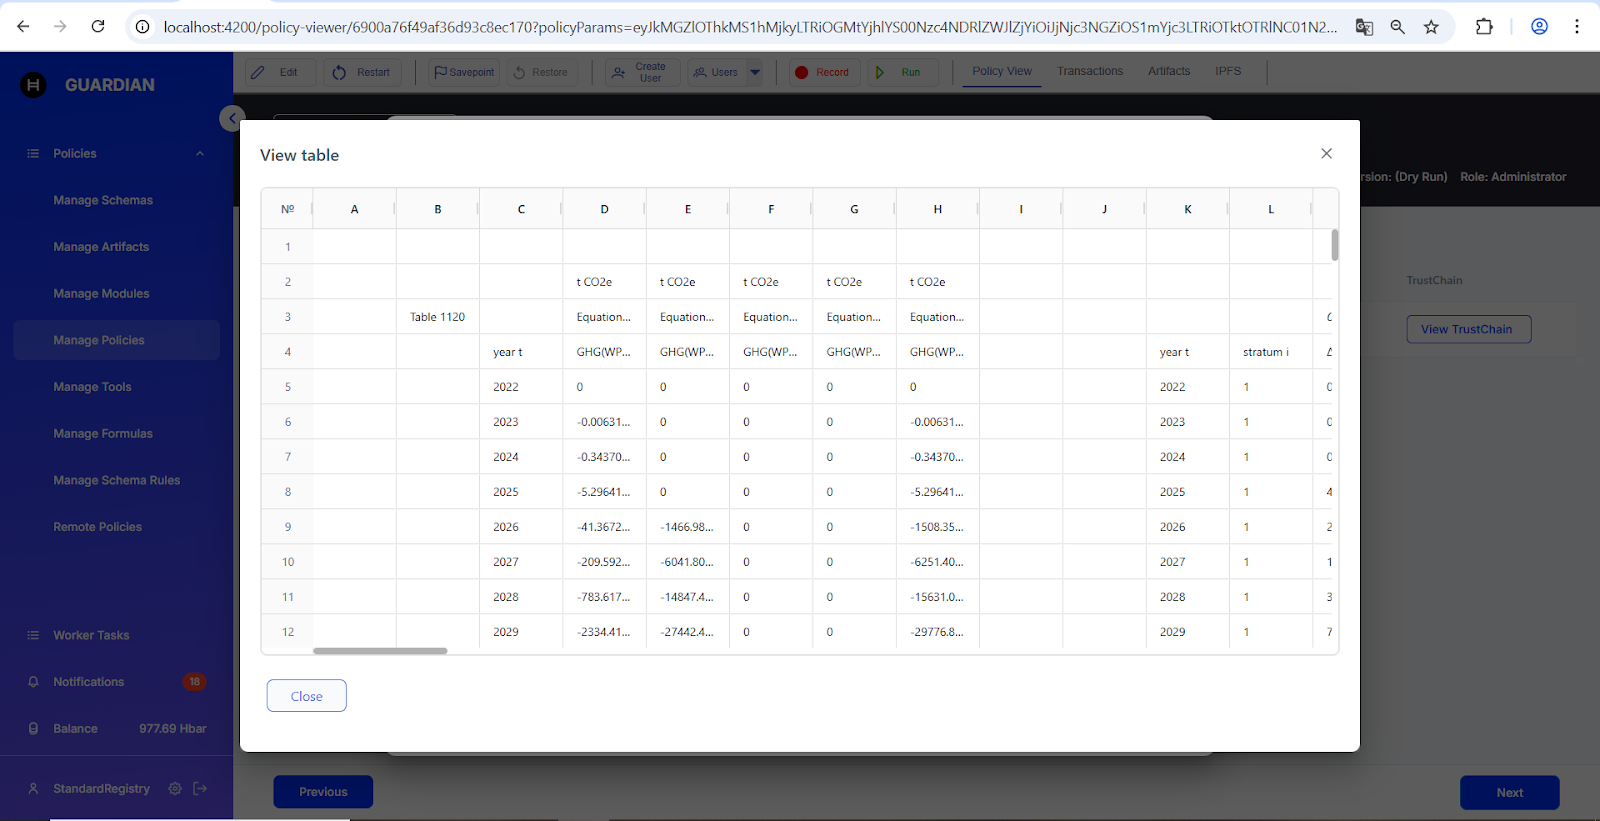 localhost:4200/policy-viewer/6900a76f49af36d93c8ec170?policyParams=eyJkMGZlOThkMS1hMjkyLTRiOGMtYjhlYS00Nzc4NDRlZWJlZjYiOiJjNjc3NGZiOS1mYjc3LTRiOTktOTRlNC01N2...
H GUARDIAN
Edit Restart Savepoint Restore Create User Users Record Run Policy View Transactions Artifacts IPFS
Policies
Manage Schemas
Manage Artifacts
Manage Modules
Manage Policies
Manage Tools
Manage Formulas
Manage Schema Rules
Remote Policies
Worker Tasks
Notifications 18
Balance 977.69 Hbar
StandardRegistry
(Dry Run) Role: Administrator
TrustChain
View TrustChain
View table
№ A B C D E F G H I J K L
1
2 t CO2e t CO2e t CO2e t CO2e t CO2e
3 Table 1120 Equation... Equation... Equation... Equation... Equation...
4 year t GHG(WP... GHG(WP... GHG(WP... GHG(WP... GHG(WP... year t stratum i
5 2022 0 0 0 0 0 2022 1 0
6 2023 -0.00631... 0 0 0 -0.00631... 2023 1 0
7 2024 -0.34370... 0 0 0 -0.34370... 2024 1 0
8 2025 -5.29641... 0 0 0 -5.29641... 2025 1 4
9 2026 -41.3672... -1466.98... 0 0 -1508.35... 2026 1 2
10 2027 -209.592... -6041.80... 0 0 -6251.40... 2027 1 1
11 2028 -783.617... -14847.4... 0 0 -15631.0... 2028 1 3
12 2029 -2334.41... -27442.4... 0 0 -29776.8... 2029 1 7
Close
Previous
Next